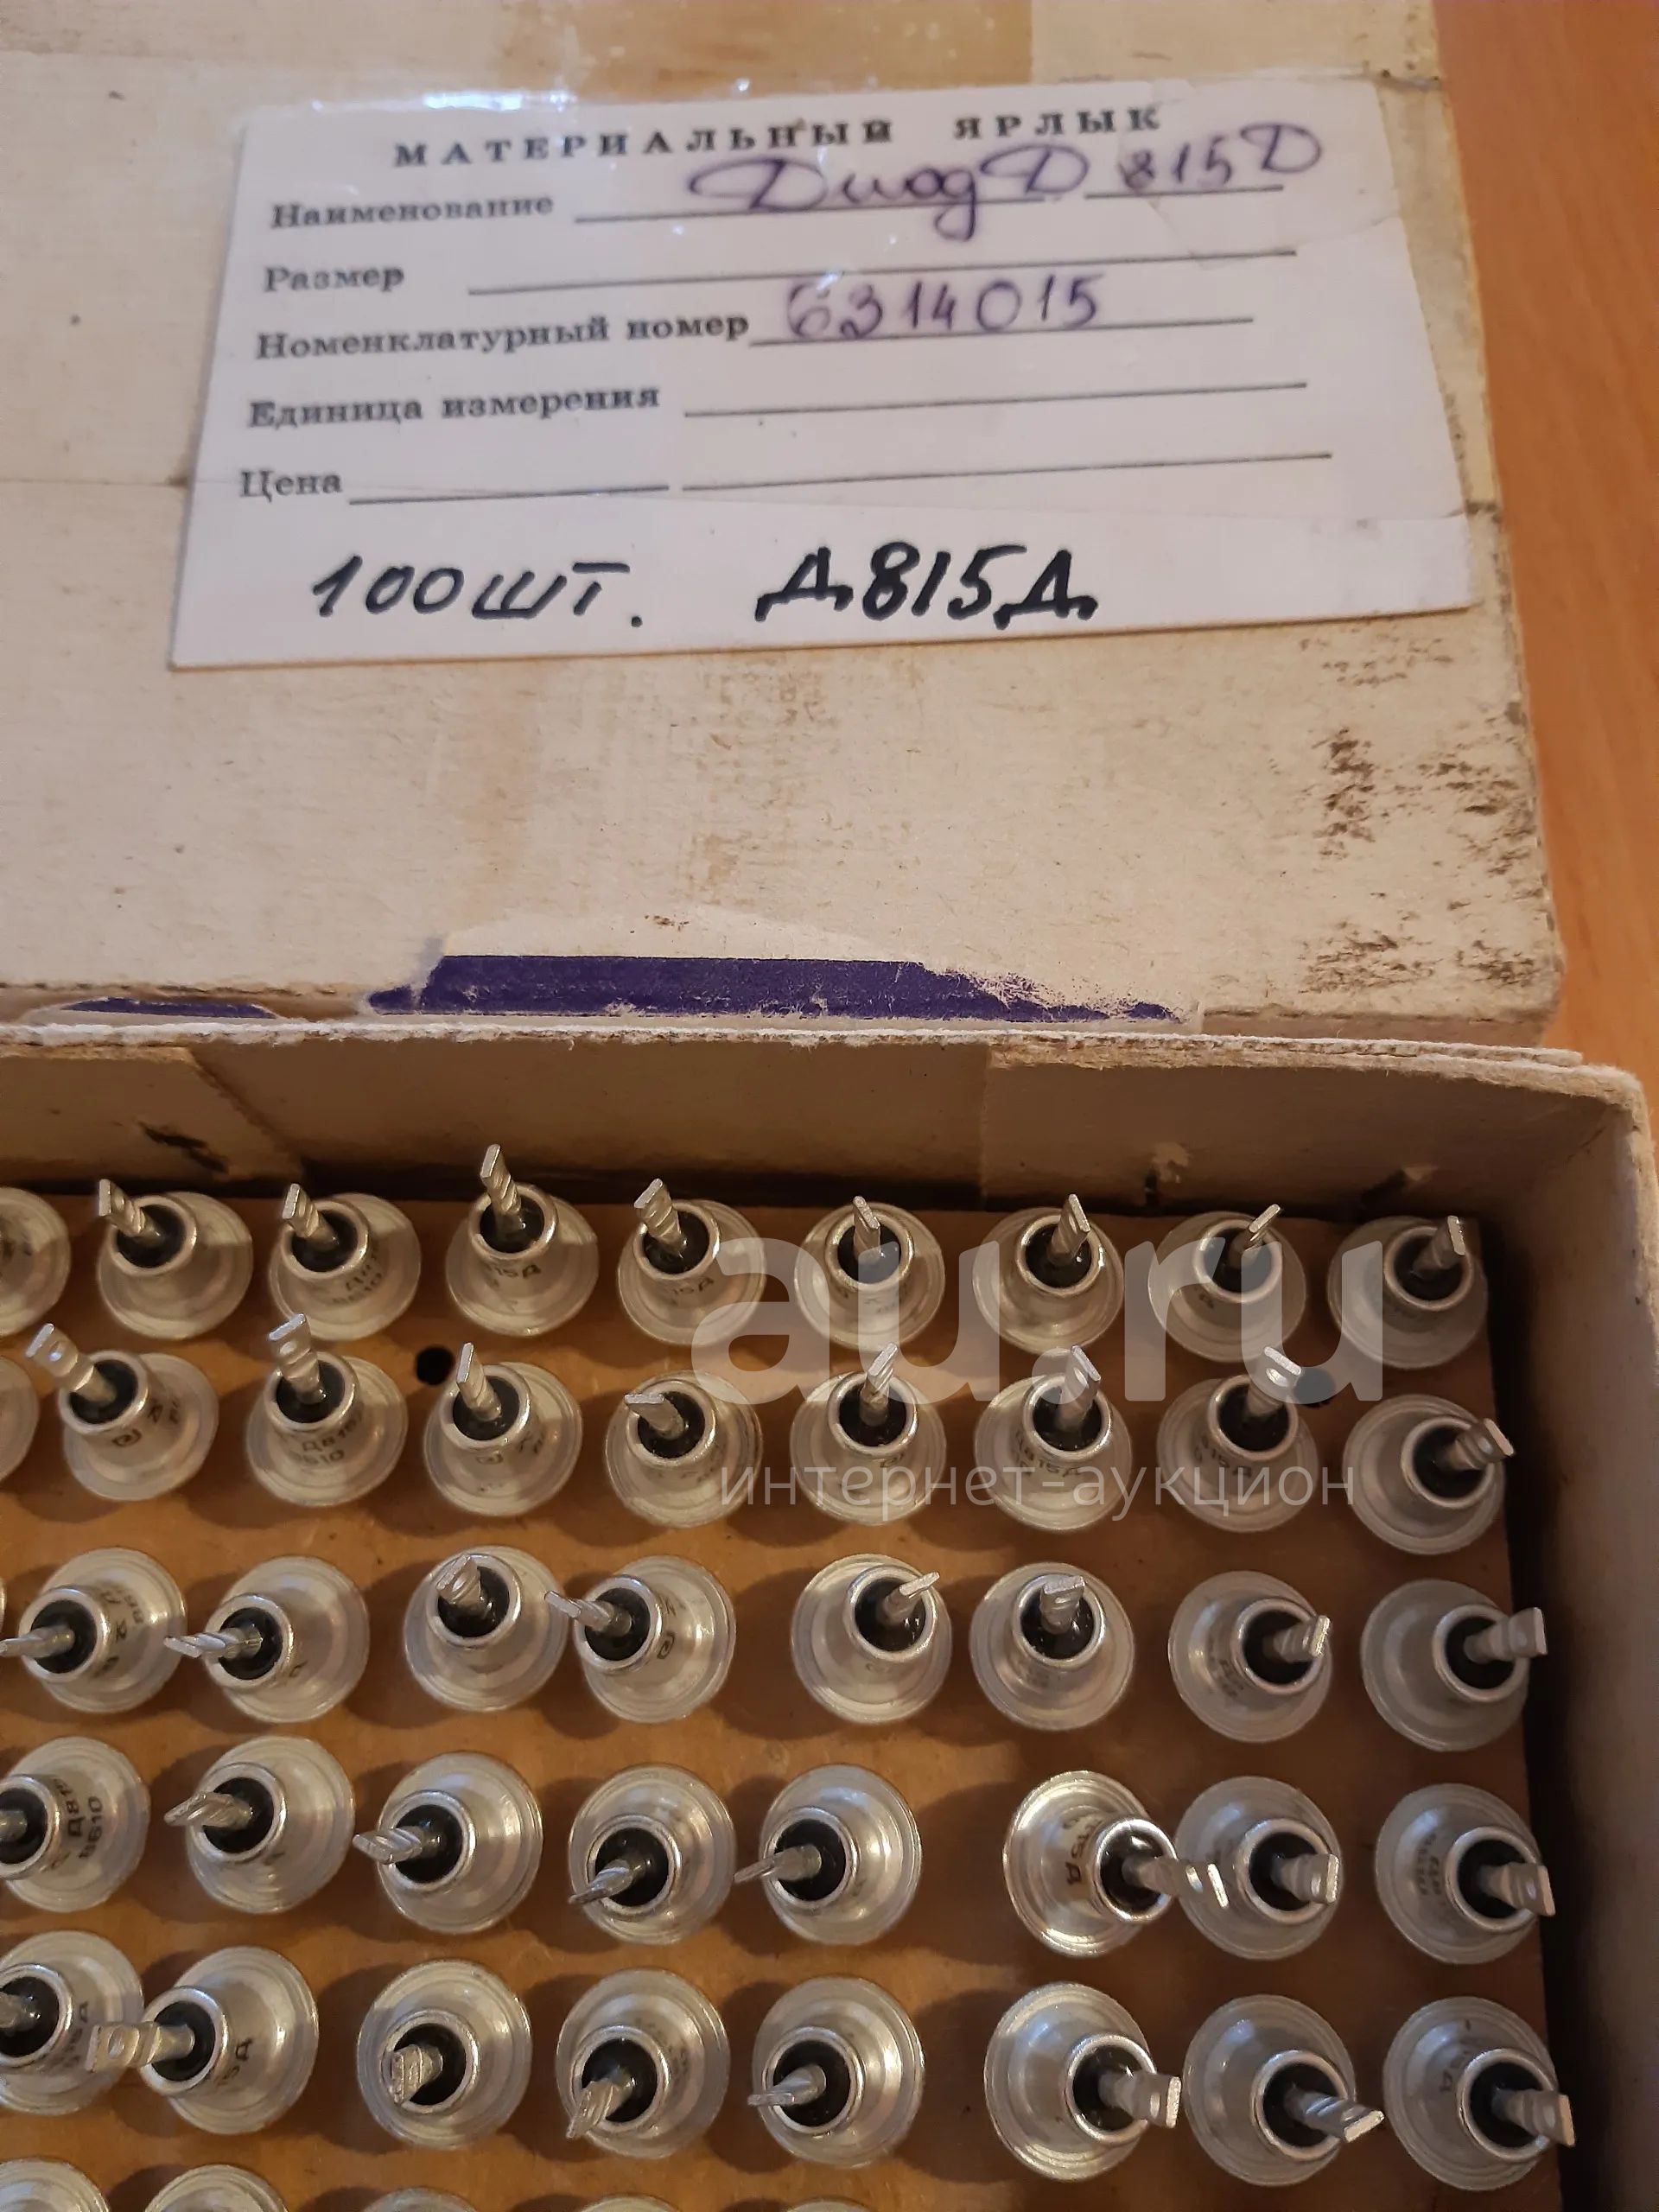 МАТЕРИАЛЬНЫЙ ЯРЛЫК
Наименование Диод Д 815Д
Размер
Номенклатурный номер 6314015
Единица измерения
Цена
100шт. Д815Д
au.ru
интернет-аукцион